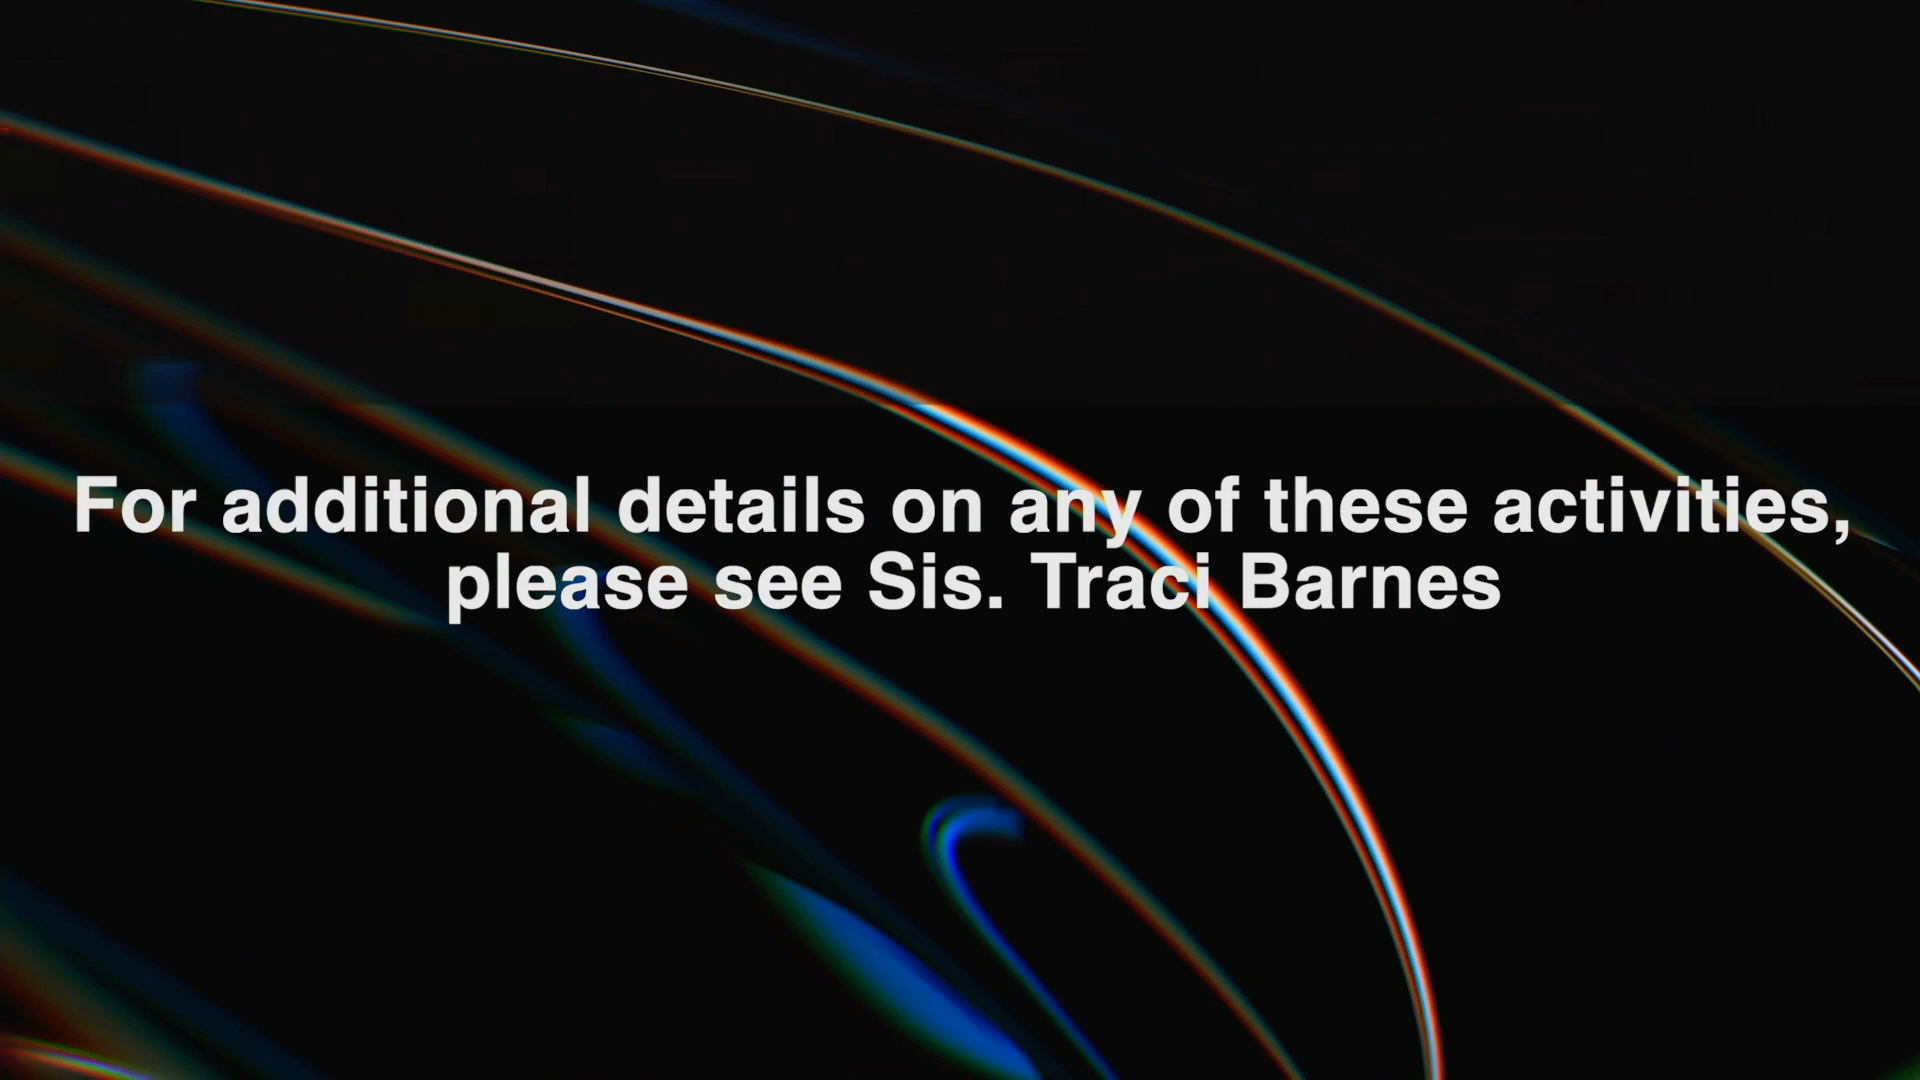 For additional details on any of these activities,
please see Sis. Traci Barnes